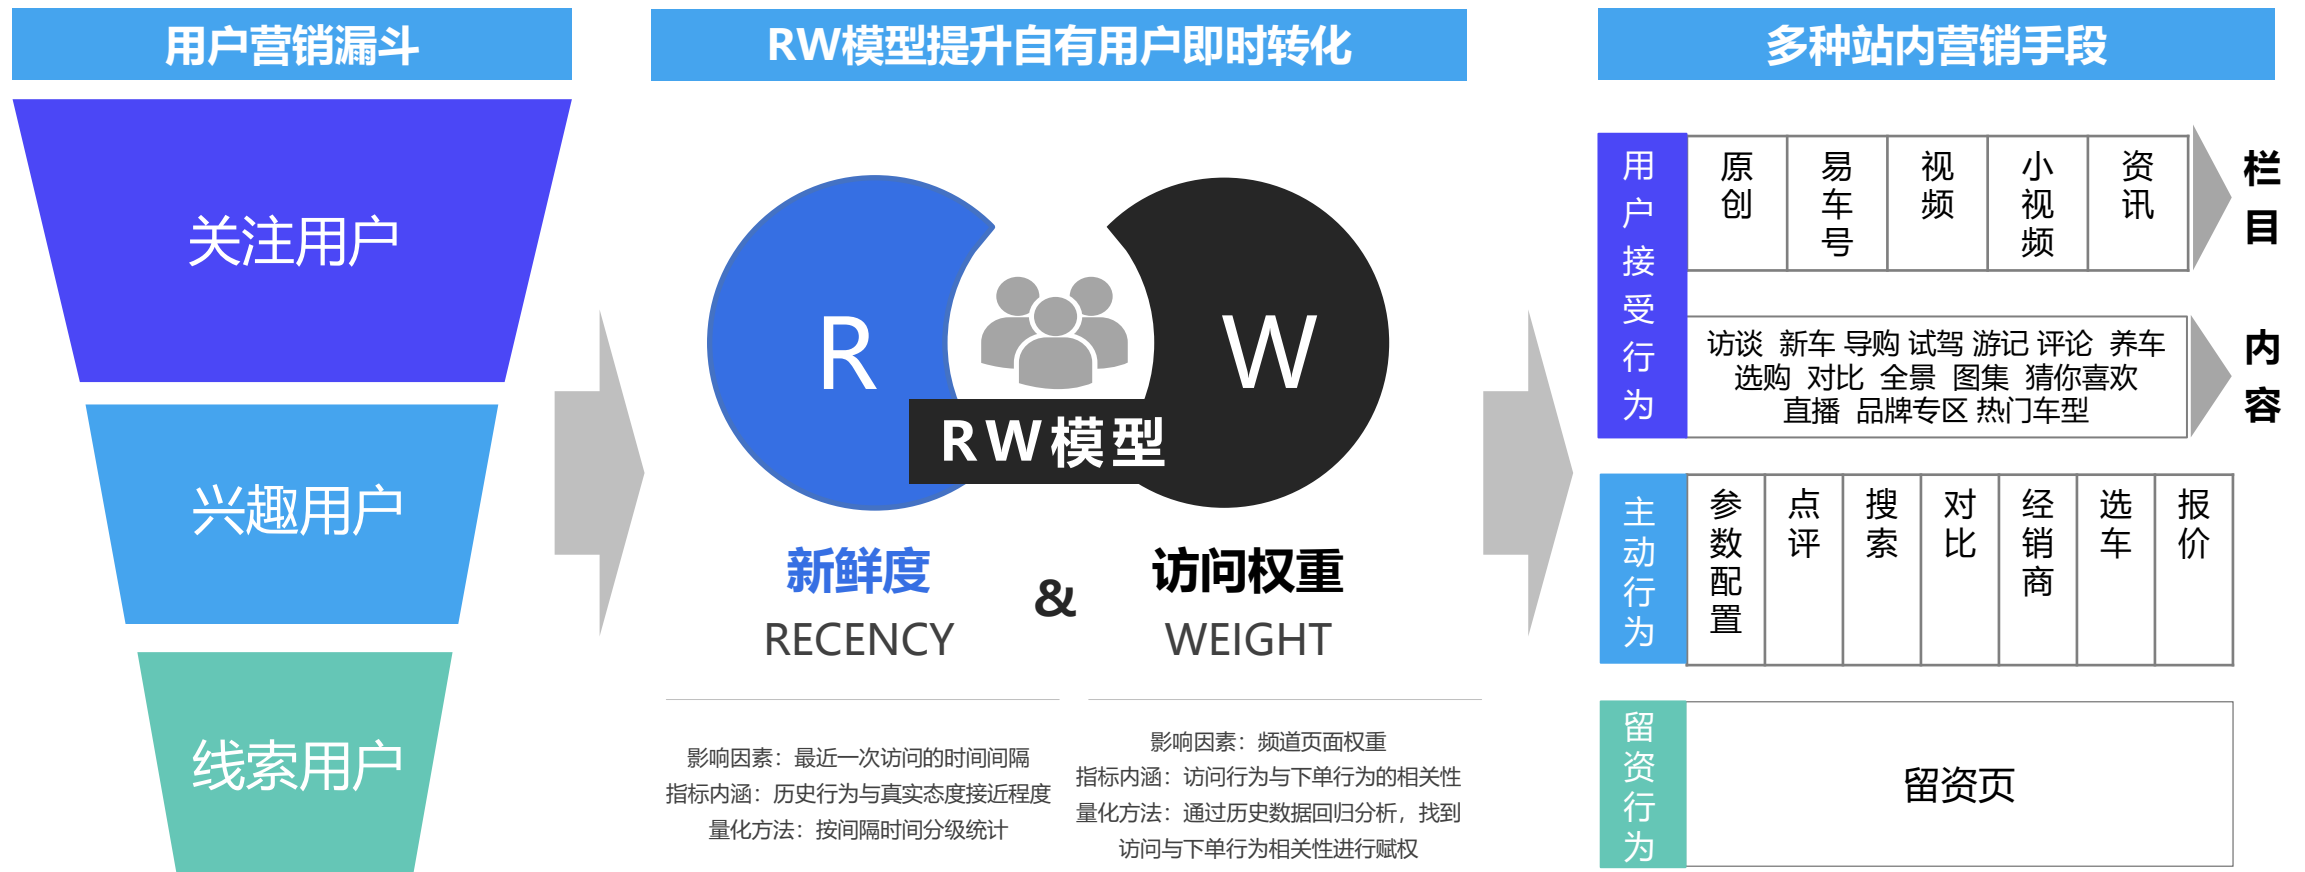 用户营销漏斗
关注用户
兴趣用户
线索用户
RW模型提升自有用户即时转化
R
W
RW模型
新鲜度
RECENCY
&
访问权重
WEIGHT
影响因素：最近一次访问的时间间隔
指标内涵：历史行为与真实态度接近程度
量化方法：按间隔时间分级统计
影响因素：频道页面权重
指标内涵：访问行为与下单行为的相关性
量化方法：通过历史数据回归分析，找到
访问与下单行为相关性进行赋权
多种站内营销手段
用户接受行为
原创
易车号
视频
小视频
资讯
栏目
访谈 新车 导购 试驾 游记 评论 养车
选购 对比 全景 图集 猜你喜欢
直播 品牌专区 热门车型
内容
主动行为
参数配置
点评
搜索
对比
经销商
选车
报价
留资行为
留资页